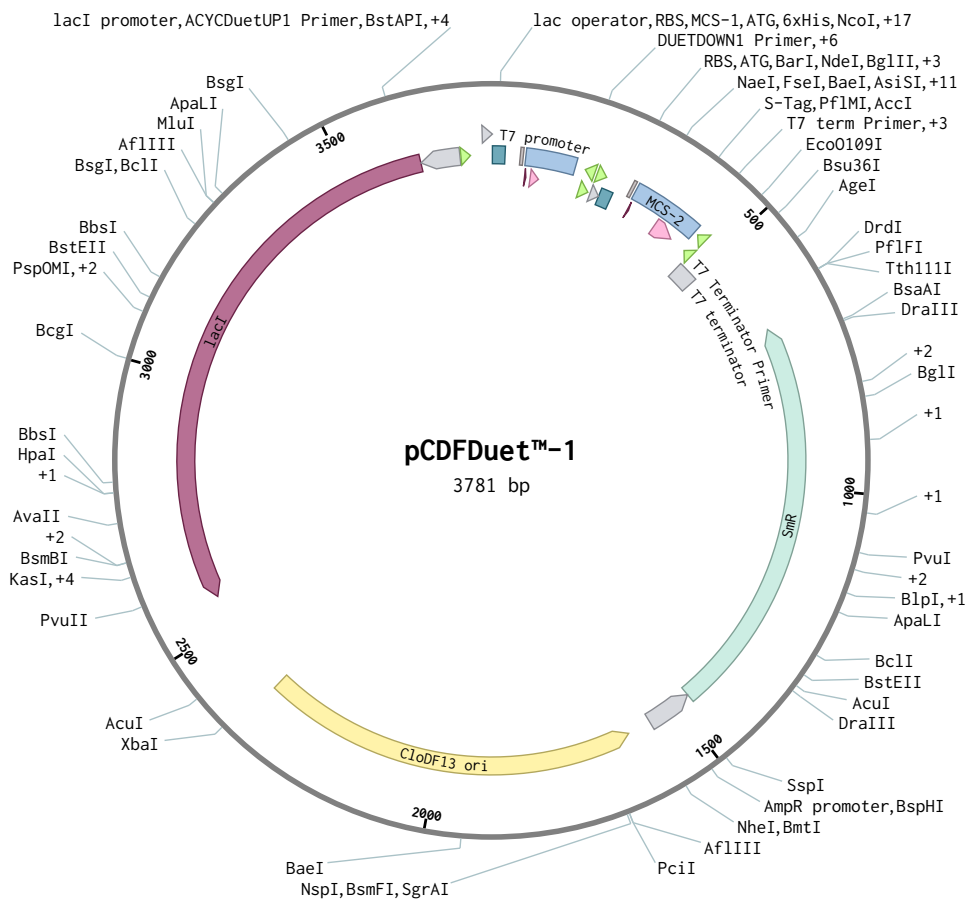 lacI promoter,ACYCDuetUP1 Primer,BstAPI,+4
lac operator,RBS,MCS-1,ATG,6xHis,NcoI,+17
DUETDOWN1 Primer,+6
RBS,ATG,BarI,NdeI,BglII,+3
NaeI,FseI,BaeI,AsiSI,+11
S-Tag,PflMI,AccI
T7 term Primer,+3
EcoO109I
Bsu36I
AgeI
DrdI
PflFI
Tth111I
BsaAI
DraIII
+2
BglI
+1
+1
PvuI
+2
BlpI,+1
ApaLI
BclI
BstEII
AcuI
DraIII
SspI
AmpR promoter,BspHI
NheI,BmtI
AflIII
PciI
NspI,BsmFI,SgrAI
BaeI
XbaI
AcuI
PvuII
KasI,+4
BsmBI
+2
AvaII
+1
HpaI
BbsI
BcgI
PspOMI,+2
BstEII
BbsI
BsgI,BclI
AflIII
MluI
ApaLI
BsgI
500
1000
1500
2000
2500
3000
3500
T7 promoter
MCS-2
T7 Terminator Primer
T7 terminator
SmR
CloDF13 ori
lacI
pCDFDuet™-1
3781 bp